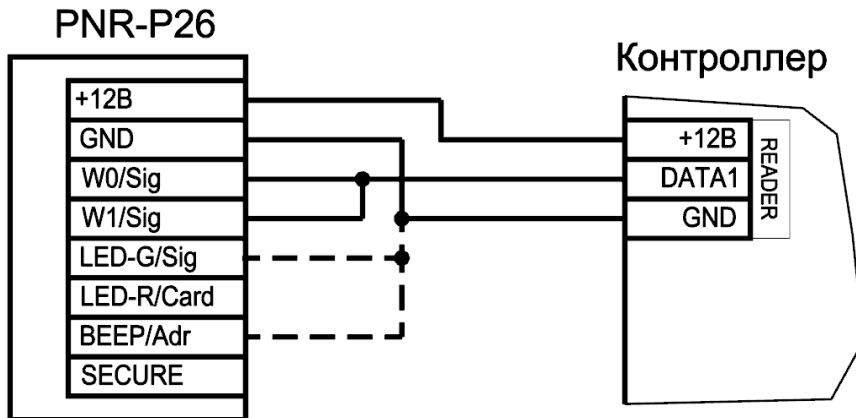 PNR-P26
Контроллер
+12В
GND
W0/Sig
W1/Sig
LED-G/Sig
LED-R/Card
BEEP/Adr
SECURE
+12В
DATA1
GND
READER